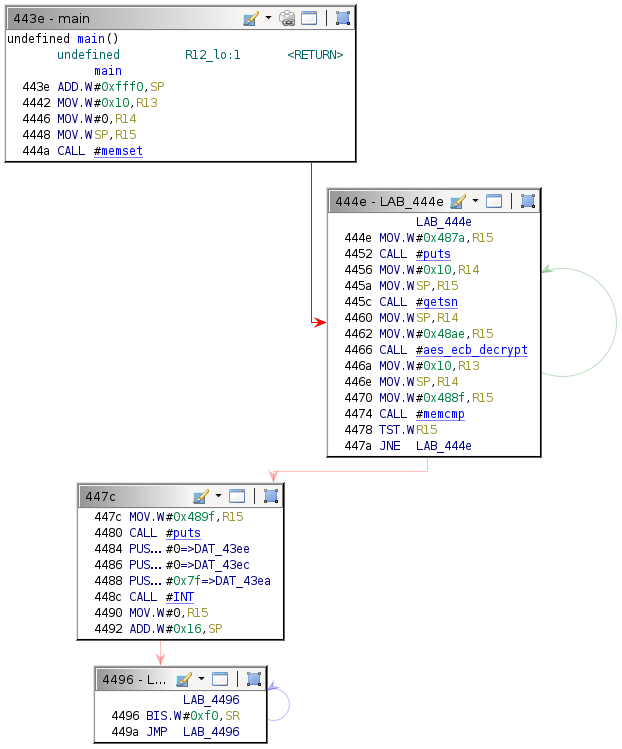 443e - main
undefined main()
undefined R12_lo:1 <RETURN>
main
443e ADD.W #0xfff0,SP
4442 MOV.W #0x10,R13
4446 MOV.W #0,R14
4448 MOV.W SP,R15
444a CALL #memset
444e - LAB_444e
LAB_444e
444e MOV.W #0x487a,R15
4452 CALL #puts
4456 MOV.W #0x10,R14
445a MOV.W SP,R15
445c CALL #getsn
4460 MOV.W SP,R14
4462 MOV.W #0x48ae,R15
4466 CALL #aes_ecb_decrypt
446a MOV.W #0x10,R13
446e MOV.W SP,R14
4470 MOV.W #0x488f,R15
4474 CALL #memcmp
4478 TST.W R15
447a JNE LAB_444e
447c
447c MOV.W #0x489f,R15
4480 CALL #puts
4484 PUS... #0=>DAT_43ee
4486 PUS... #0=>DAT_43ec
4488 PUS... #0x7f=>DAT_43ea
448c CALL #INT
4490 MOV.W #0,R15
4492 ADD.W #0x16,SP
4496 - L...
LAB_4496
4496 BIS.W #0xf0,SR
449a JMP LAB_4496